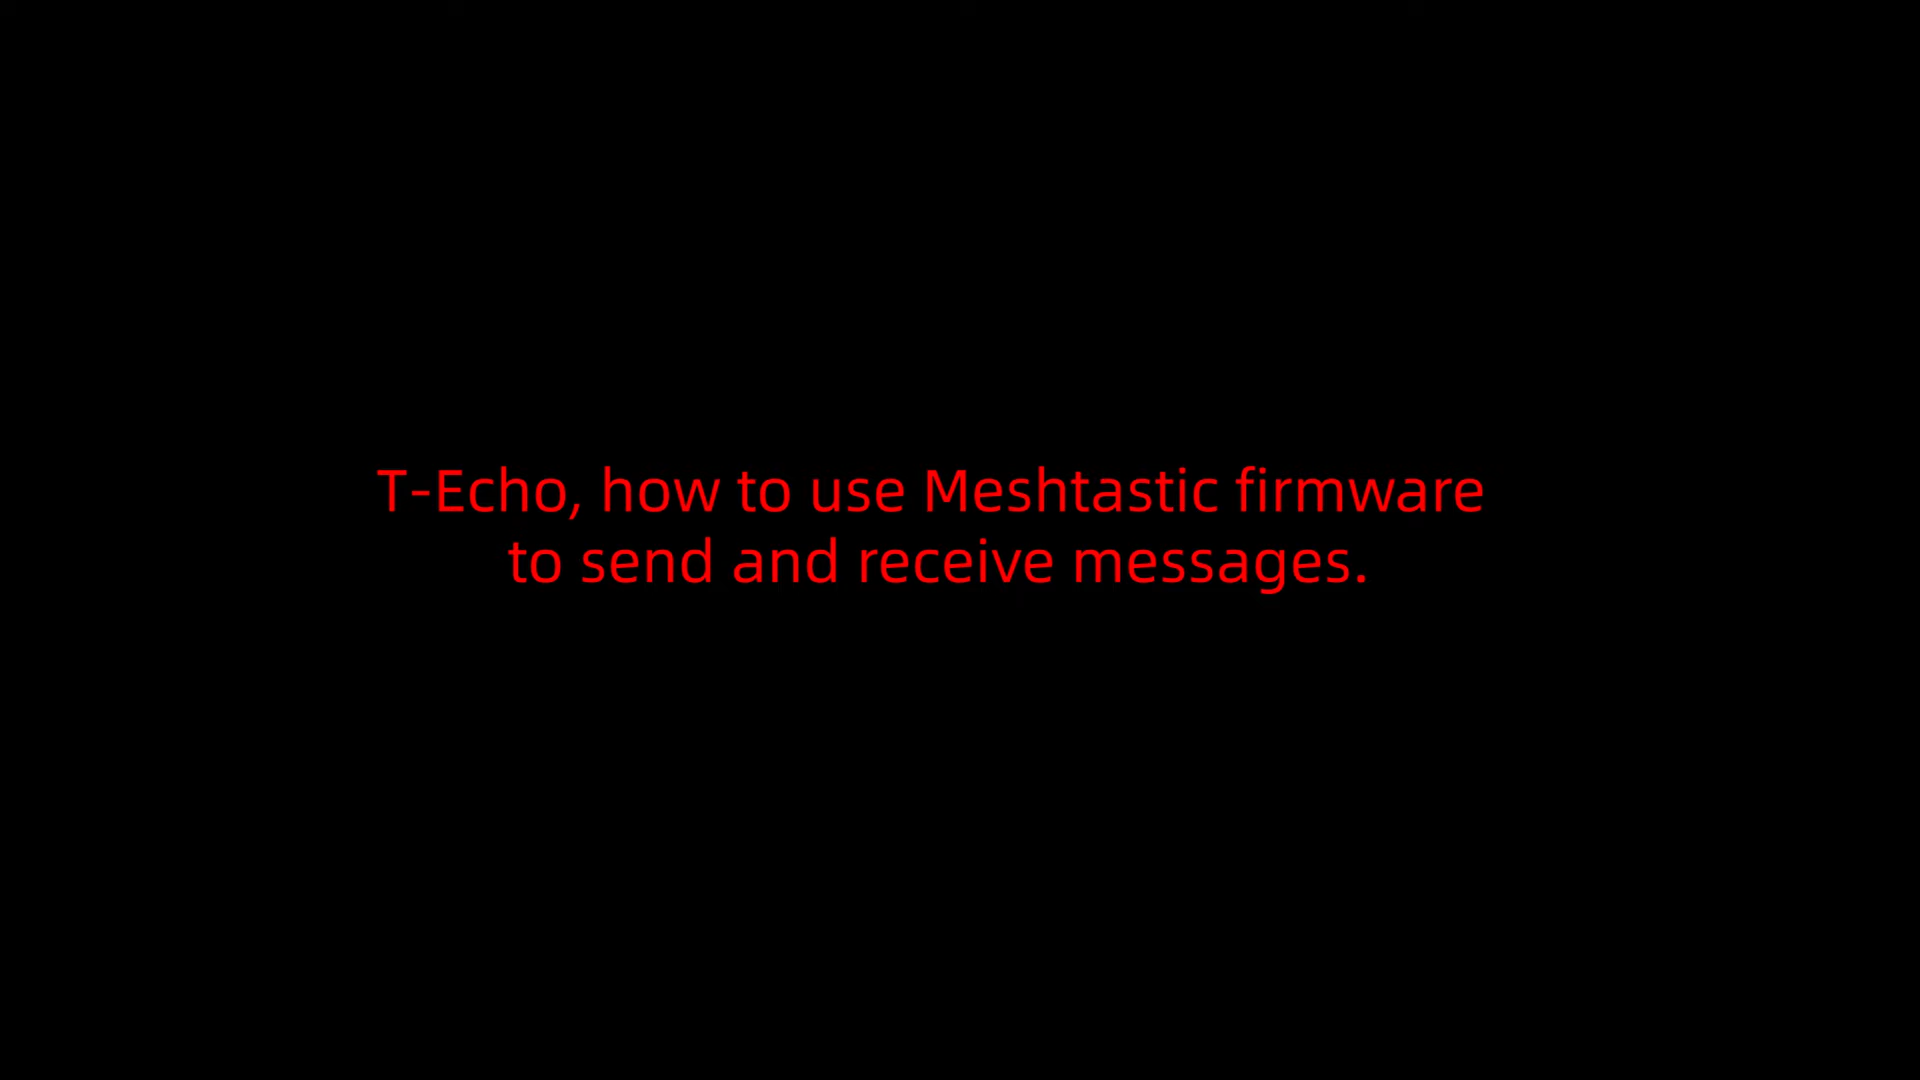 T-Echo, how to use Meshtastic firmware
to send and receive messages.